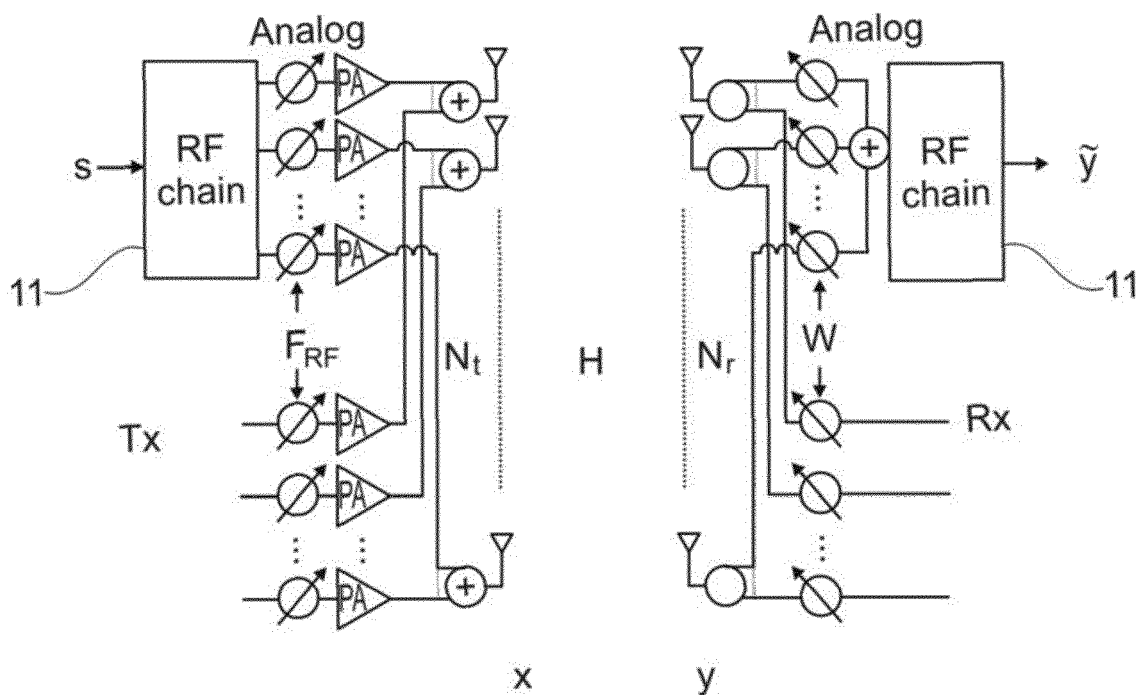 Analog
Analog
PA
+
s
RF
chain
PA
+
+
RF
chain
ỹ
11
PA
11
F_RF
N_t
H
N_r
W
Tx
PA
Rx
PA
PA
+
x
y